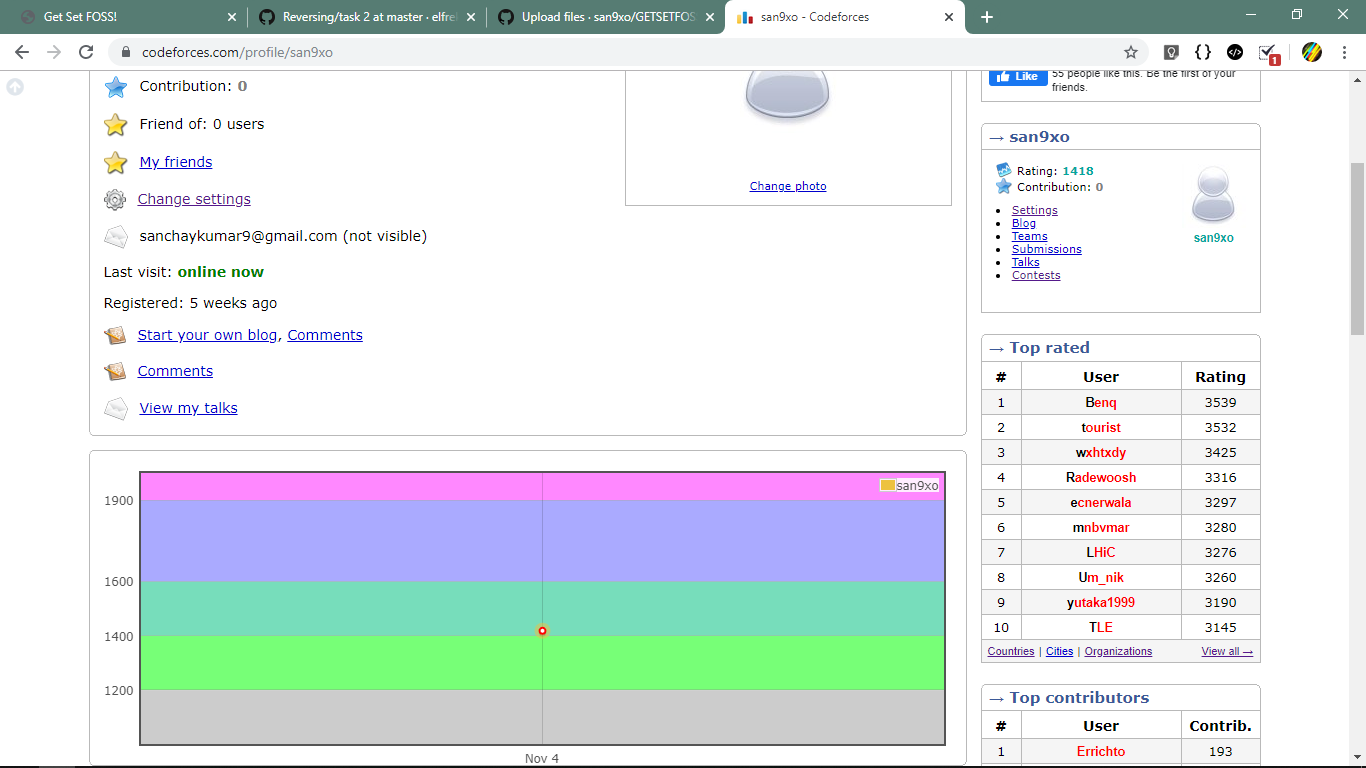 Get Set FOSS!
Reversing/task 2 at master · elfre
Upload files · san9xo/GETSETFOS
san9xo - Codeforces
codeforces.com/profile/san9xo
1
Contribution: 0
Friend of: 0 users
My friends
Change settings
sanchaykumar9@gmail.com (not visible)
Last visit: online now
Registered: 5 weeks ago
Start your own blog, Comments
Comments
View my talks
Change photo
1900
1600
1400
1200
san9xo
Nov 4
Like
55 people like this. Be the first of your
friends.
→ san9xo
Rating: 1418
Contribution: 0
Settings
Blog
Teams
Submissions
Talks
Contests
san9xo
→ Top rated
# User Rating
1 Benq 3539
2 tourist 3532
3 wxhtxdy 3425
4 Radewoosh 3316
5 ecnerwala 3297
6 mnbvmar 3280
7 LHiC 3276
8 Um_nik 3260
9 yutaka1999 3190
10 TLE 3145
Countries | Cities | Organizations View all →
→ Top contributors
# User Contrib.
1 Errichto 193